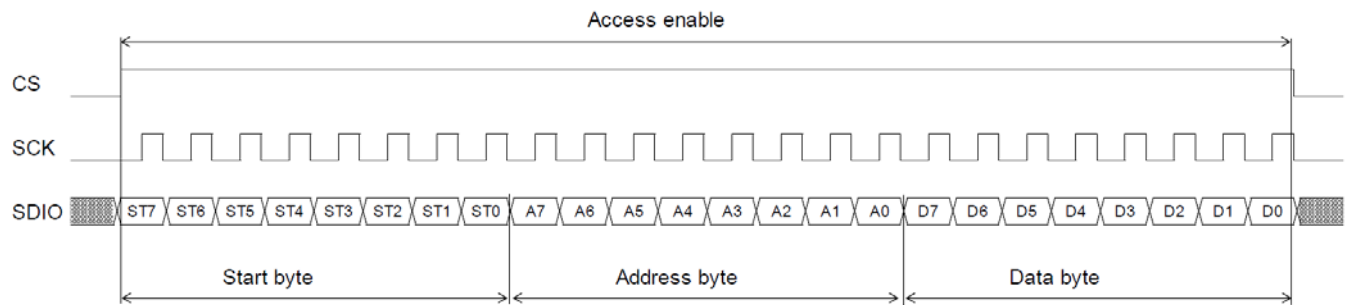 Access enable
CS
SCK
SDIO ST7 ST6 ST5 ST4 ST3 ST2 ST1 ST0 A7 A6 A5 A4 A3 A2 A1 A0 D7 D6 D5 D4 D3 D2 D1 D0
Start byte Address byte Data byte